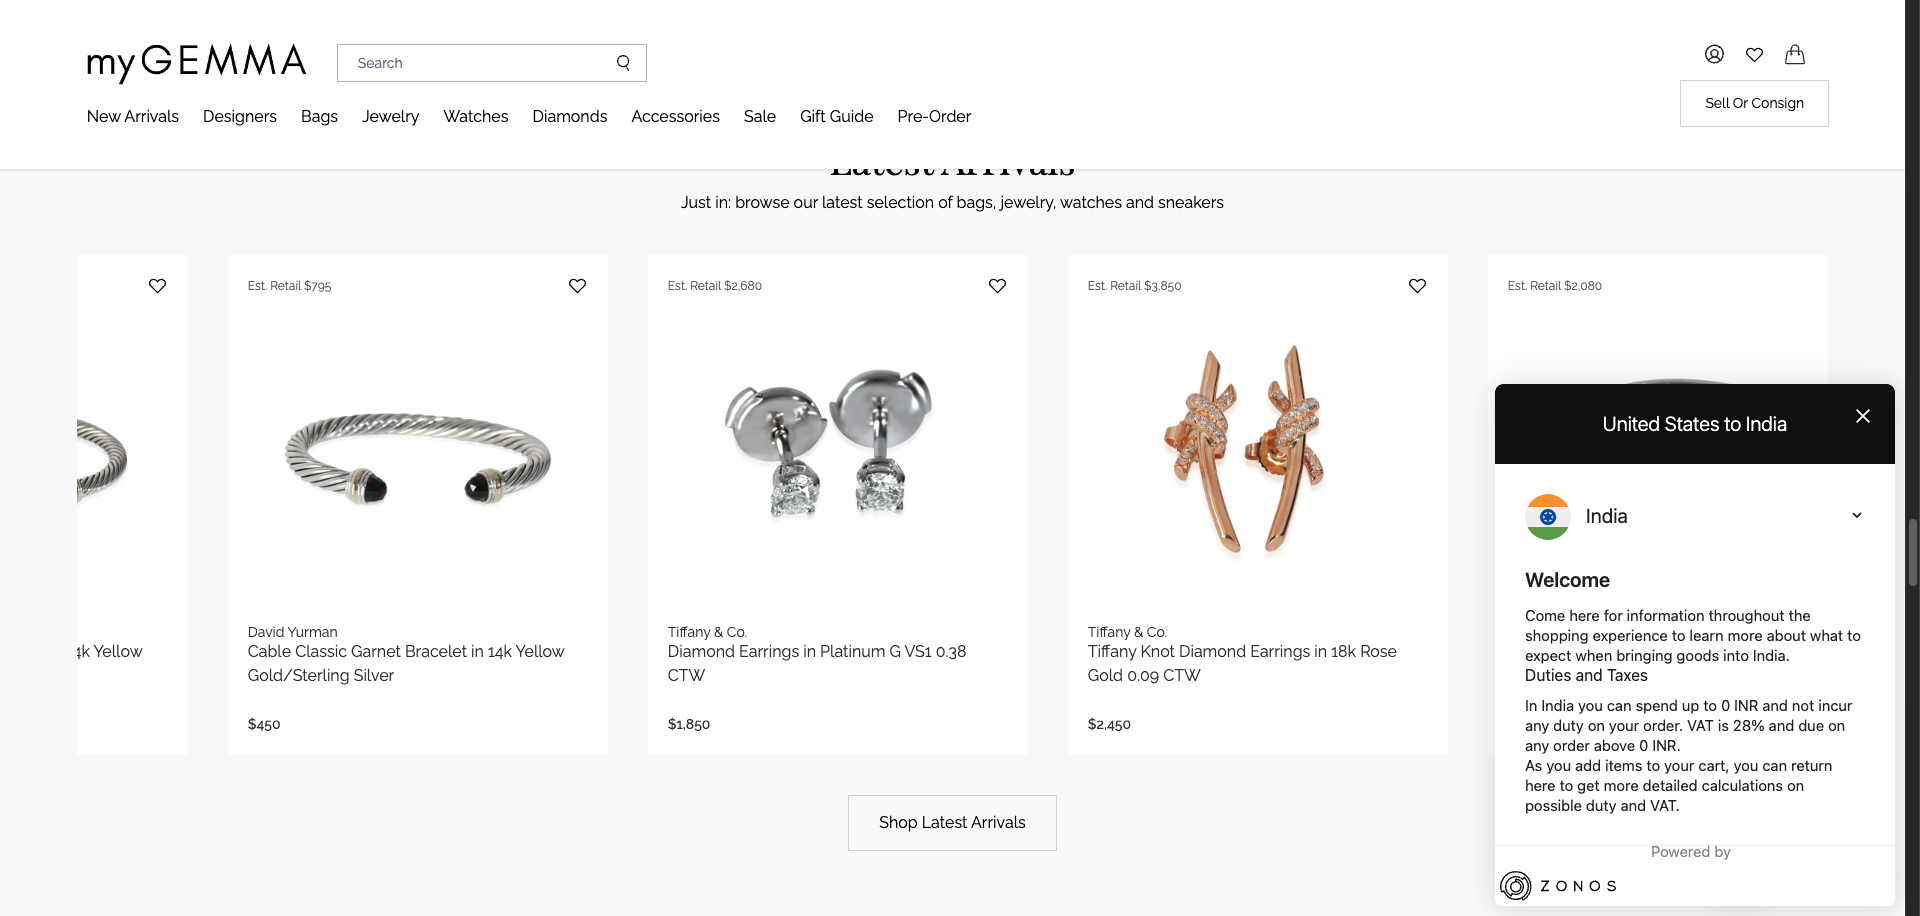 myGEMMA
Search
Sell Or Consign
New Arrivals
Designers
Bags
Jewelry
Watches
Diamonds
Accessories
Sale
Gift Guide
Pre-Order
Latest Arrivals
Just in: browse our latest selection of bags, jewelry, watches and sneakers
4k Yellow
Est. Retail $795
David Yurman
Cable Classic Garnet Bracelet in 14k Yellow
Gold/Sterling Silver
$450
Est. Retail $2,680
Tiffany & Co.
Diamond Earrings in Platinum G VS1 0.38
CTW
$1,850
Est. Retail $3,850
Tiffany & Co.
Tiffany Knot Diamond Earrings in 18k Rose
Gold 0.09 CTW
$2,450
Est. Retail $2,080
Shop Latest Arrivals
United States to India
India
Welcome
Come here for information throughout the
shopping experience to learn more about what to
expect when bringing goods into India.
Duties and Taxes
In India you can spend up to 0 INR and not incur
any duty on your order. VAT is 28% and due on
any order above 0 INR.
As you add items to your cart, you can return
here to get more detailed calculations on
possible duty and VAT.
Powered by
ZONOS